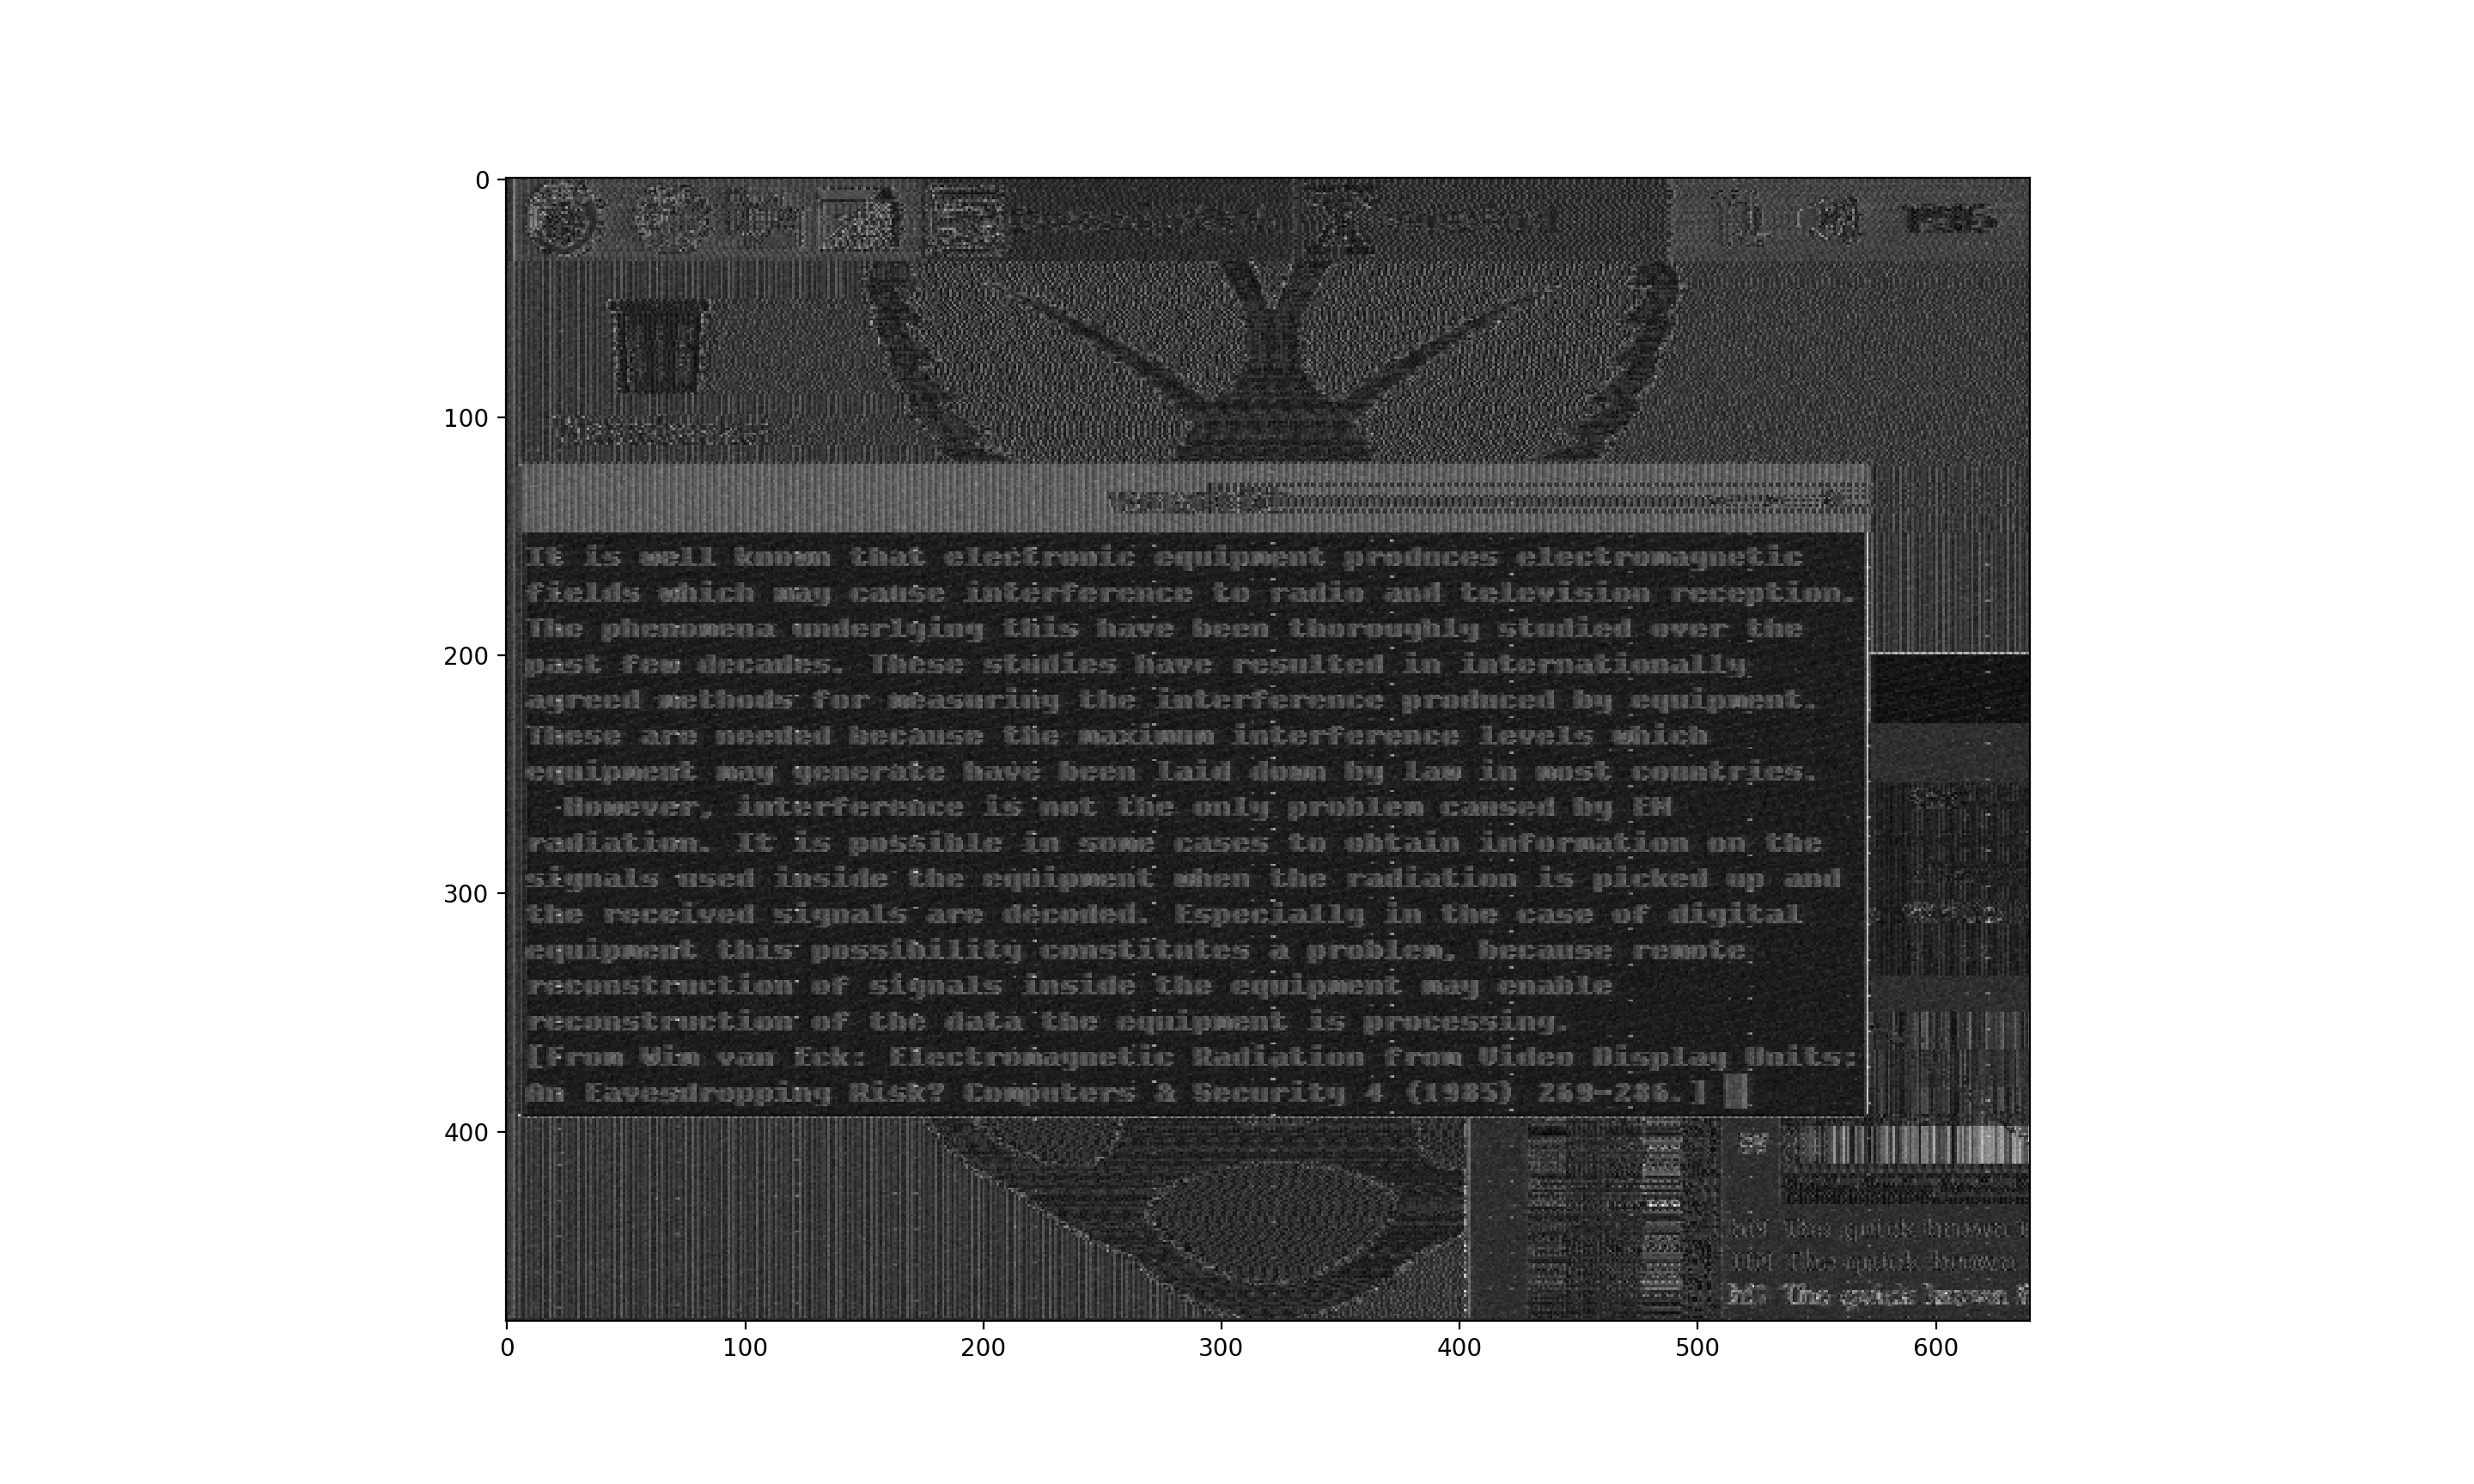 0
100
200
300
400
It is well known that electronic equipment produces electromagnetic
fields which may cause interference to radio and television reception.
The phenomena underlying this have been thoroughly studied over the
past few decades. These studies have resulted in internationally
agreed methods for measuring the interference produced by equipment.
These are needed because the maximum interference levels which
equipment may generate have been laid down by law in most countries.
However, interference is not the only problem caused by EM
radiation. It is possible in some cases to obtain information on the
signals used inside the equipment when the radiation is picked up and
the received signals are decoded. Especially in the case of digital
equipment this possibility constitutes a problem, because remote
reconstruction of signals inside the equipment may enable
reconstruction of the data the equipment is processing.
[From Wim van Eck: Electromagnetic Radiation from Video Display Units:
An Eavesdropping Risk? Computers & Security 4 (1985) 269-286.]
The quick brown
The quick brown
The quick brown
0 100 200 300 400 500 600